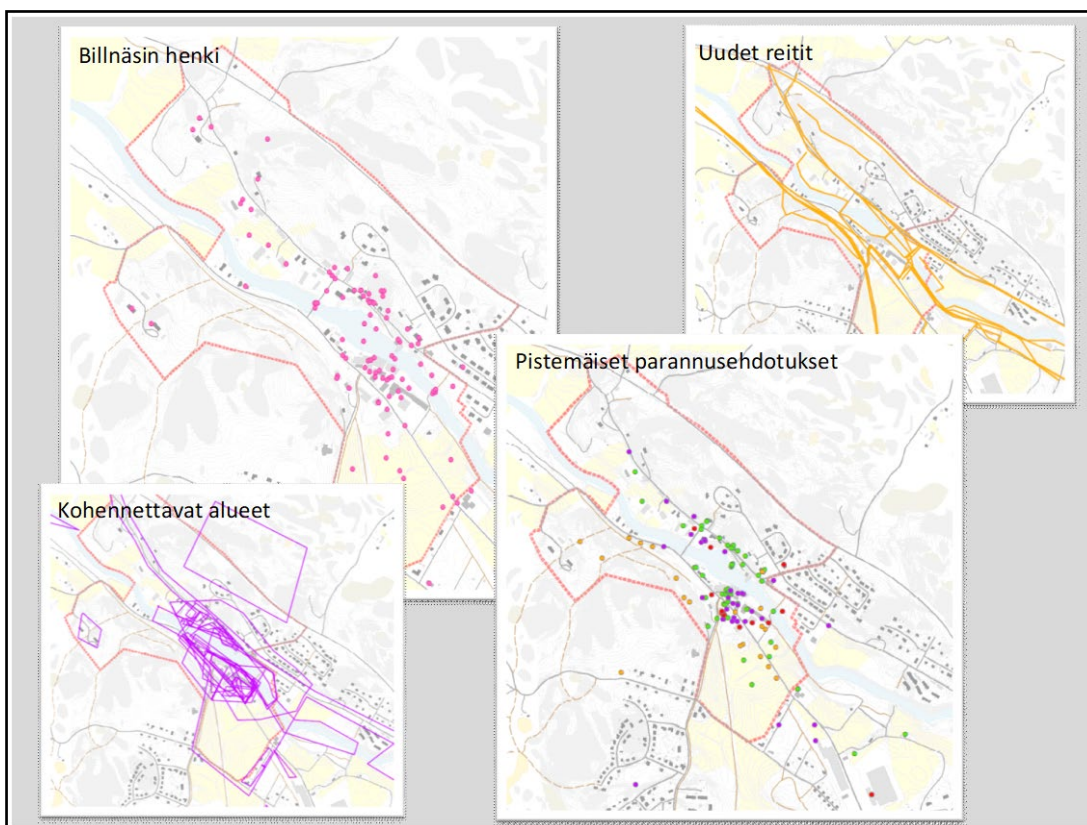 Billnäsin henki
Uudet reitit
Pistemäiset parannusehdotukset
Kohennettavat alueet